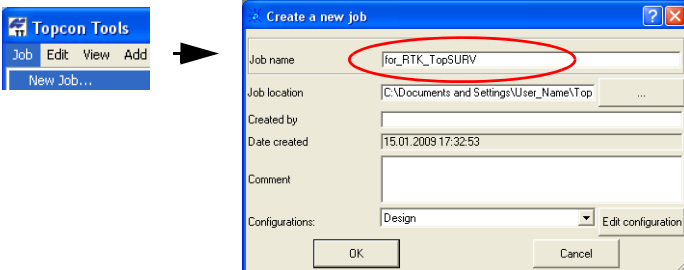 Topcon Tools
Job Edit View Add
New Job...
Create a new job
Job name for_RTK_TopSURV
Job location C:\Documents and Settings\User_Name\Top ...
Created by
Date created 15.01.2009 17:32:53
Comment
Configurations: Design Edit configuration
OK Cancel